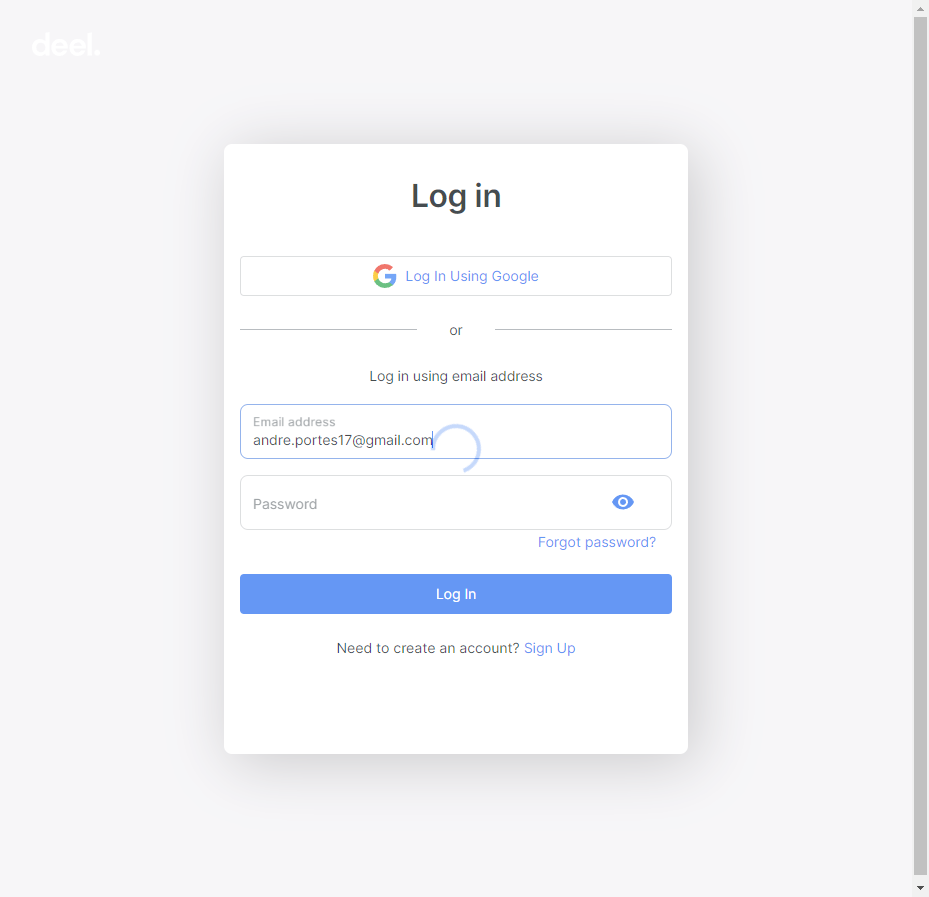 deel.
Log in
Log In Using Google
or
Log in using email address
Email address
andre.portes17@gmail.com
Password
Forgot password?
Log In
Need to create an account? Sign Up